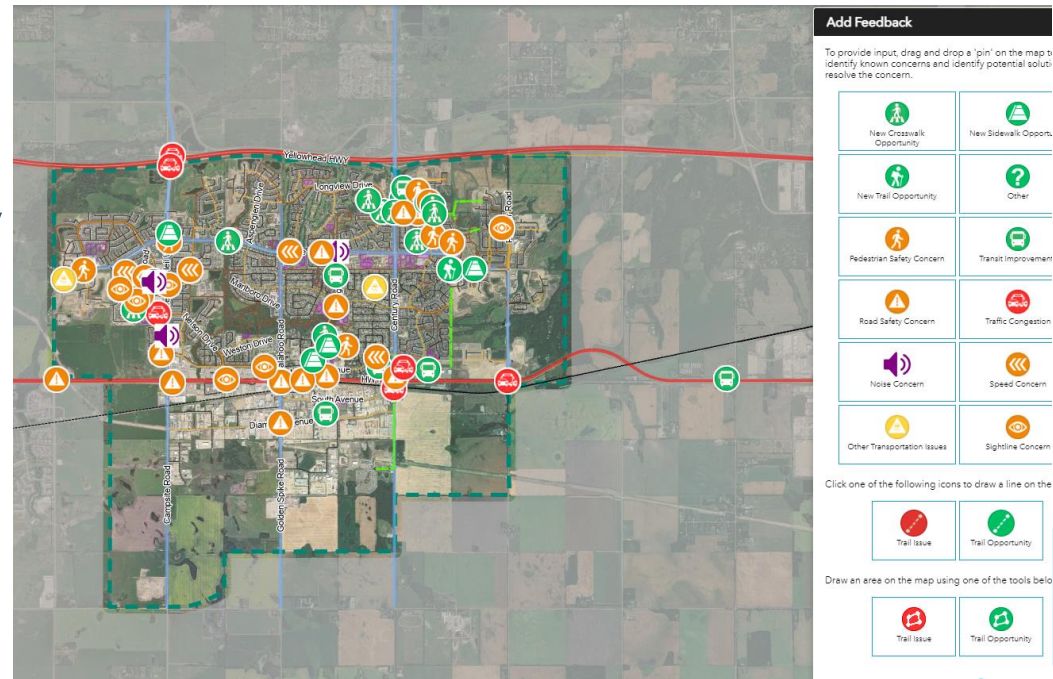 Yellowhead HWY
Longview Drive
Aspenglen Drive
Marlboro Drive
Nelson Drive
Weston Drive
Century Road
South Avenue
Campsite Road
Golden Spike Road
Add Feedback
To provide input, drag and drop a 'pin' on the map to
identify known concerns and identify potential soluti
resolve the concern.
New Crosswalk
Opportunity
New Sidewalk Opportu
New Trail Opportunity
Other
Pedestrian Safety Concern
Transit Improvement
Road Safety Concern
Traffic Congestion
Noise Concern
Speed Concern
Other Transportation Issues
Sightline Concern
Click one of the following icons to draw a line on the
Trail Issue
Trail Opportunity
Draw an area on the map using one of the tools belo
Trail Issue
Trail Opportunity